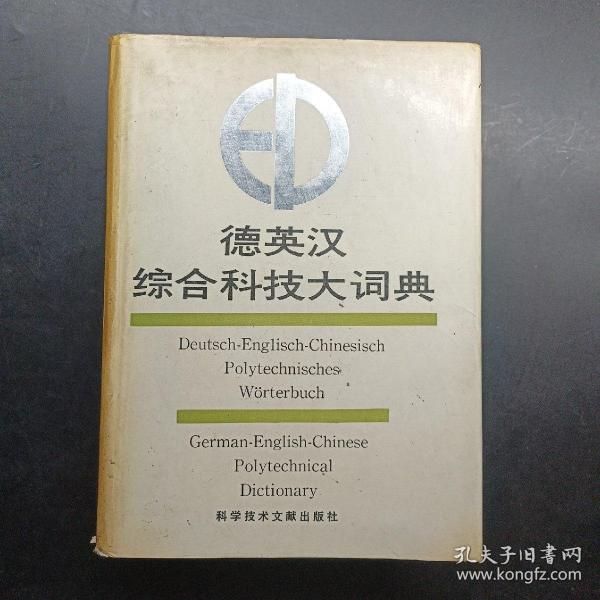 ED
德英汉
综合科技大词典
Deutsch-Englisch-Chinesisch
Polytechnisches
Wörterbuch
German-English-Chinese
Polytechnical
Dictionary
科学技术文献出版社
孔夫子旧书网
www.kongfz.com